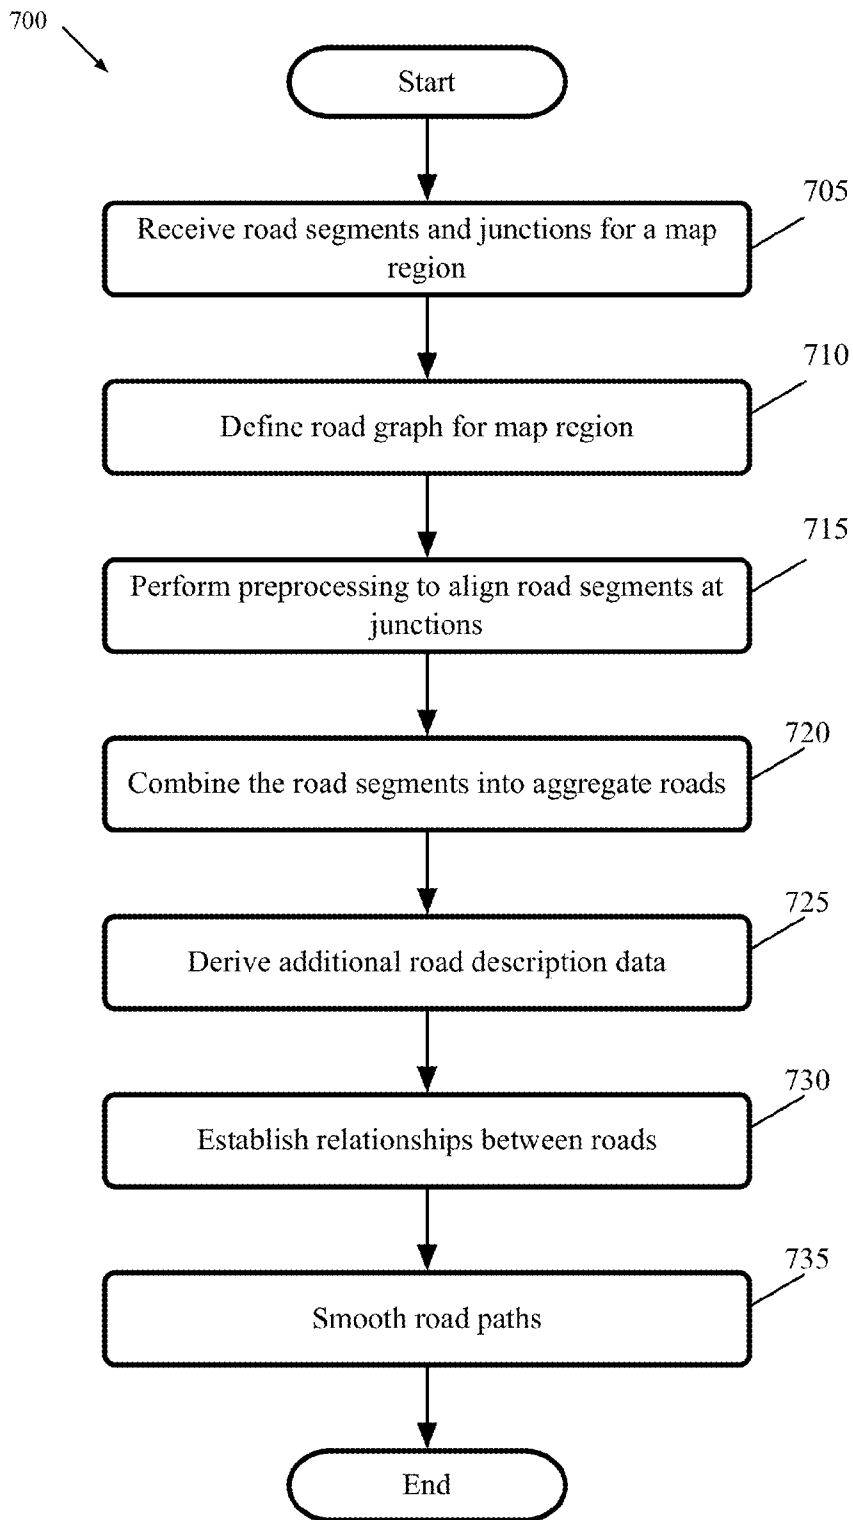 700
Start
705
Receive road segments and junctions for a map
region
710
Define road graph for map region
715
Perform preprocessing to align road segments at
junctions
720
Combine the road segments into aggregate roads
725
Derive additional road description data
730
Establish relationships between roads
735
Smooth road paths
End